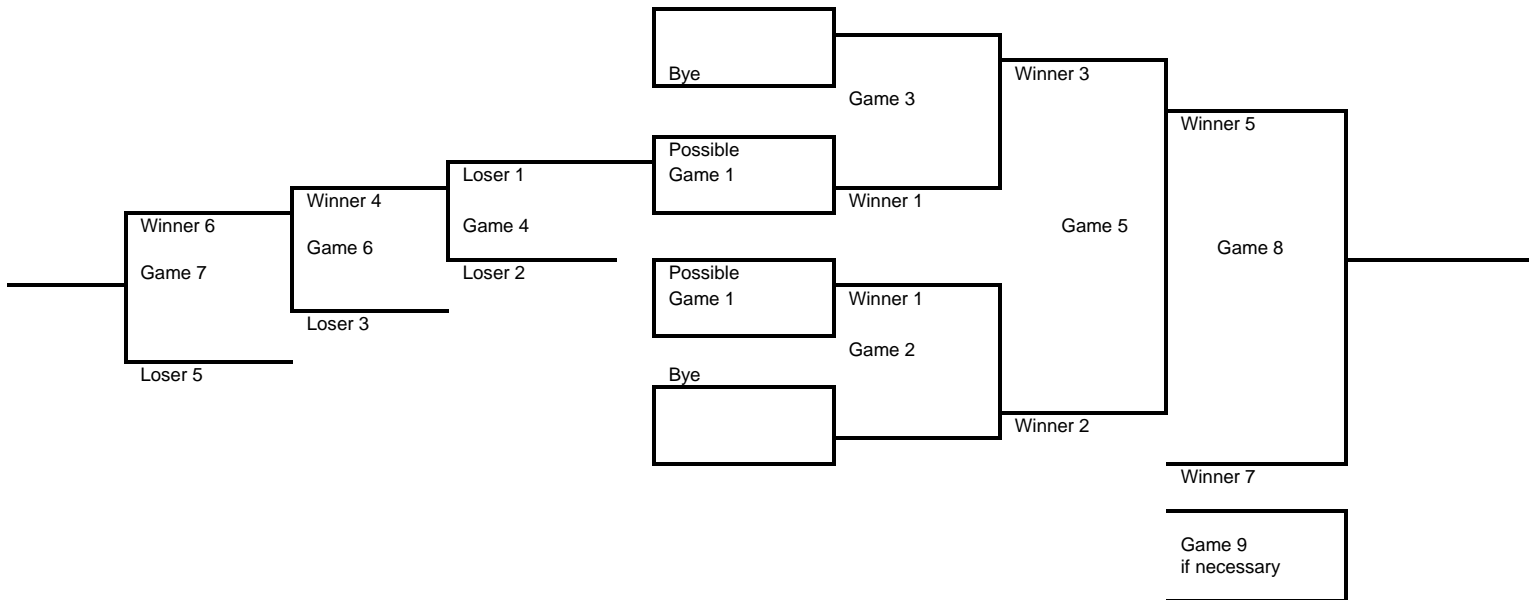 Bye
Winner 3
Game 3
Winner 5
Possible
Game 1
Loser 1
Winner 4
Winner 1
Winner 6
Game 4
Game 5
Game 6
Game 8
Game 7
Loser 2
Possible
Game 1
Winner 1
Loser 3
Game 2
Loser 5
Bye
Winner 2
Winner 7
Game 9
if necessary